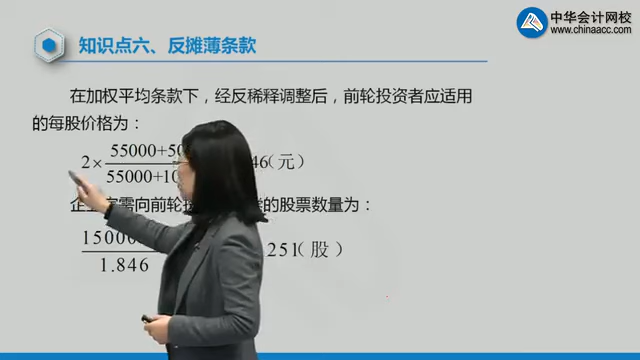 中华会计网校
www.chinaacc.com
知识点六、反摊薄条款
在加权平均条款下，经反稀释调整后，前轮投资者应适用
的每股价格为：
2× 55000+50 46(元)
55000+10
企业 需向前轮 的股票数量为：
15000 251(股)
1.846